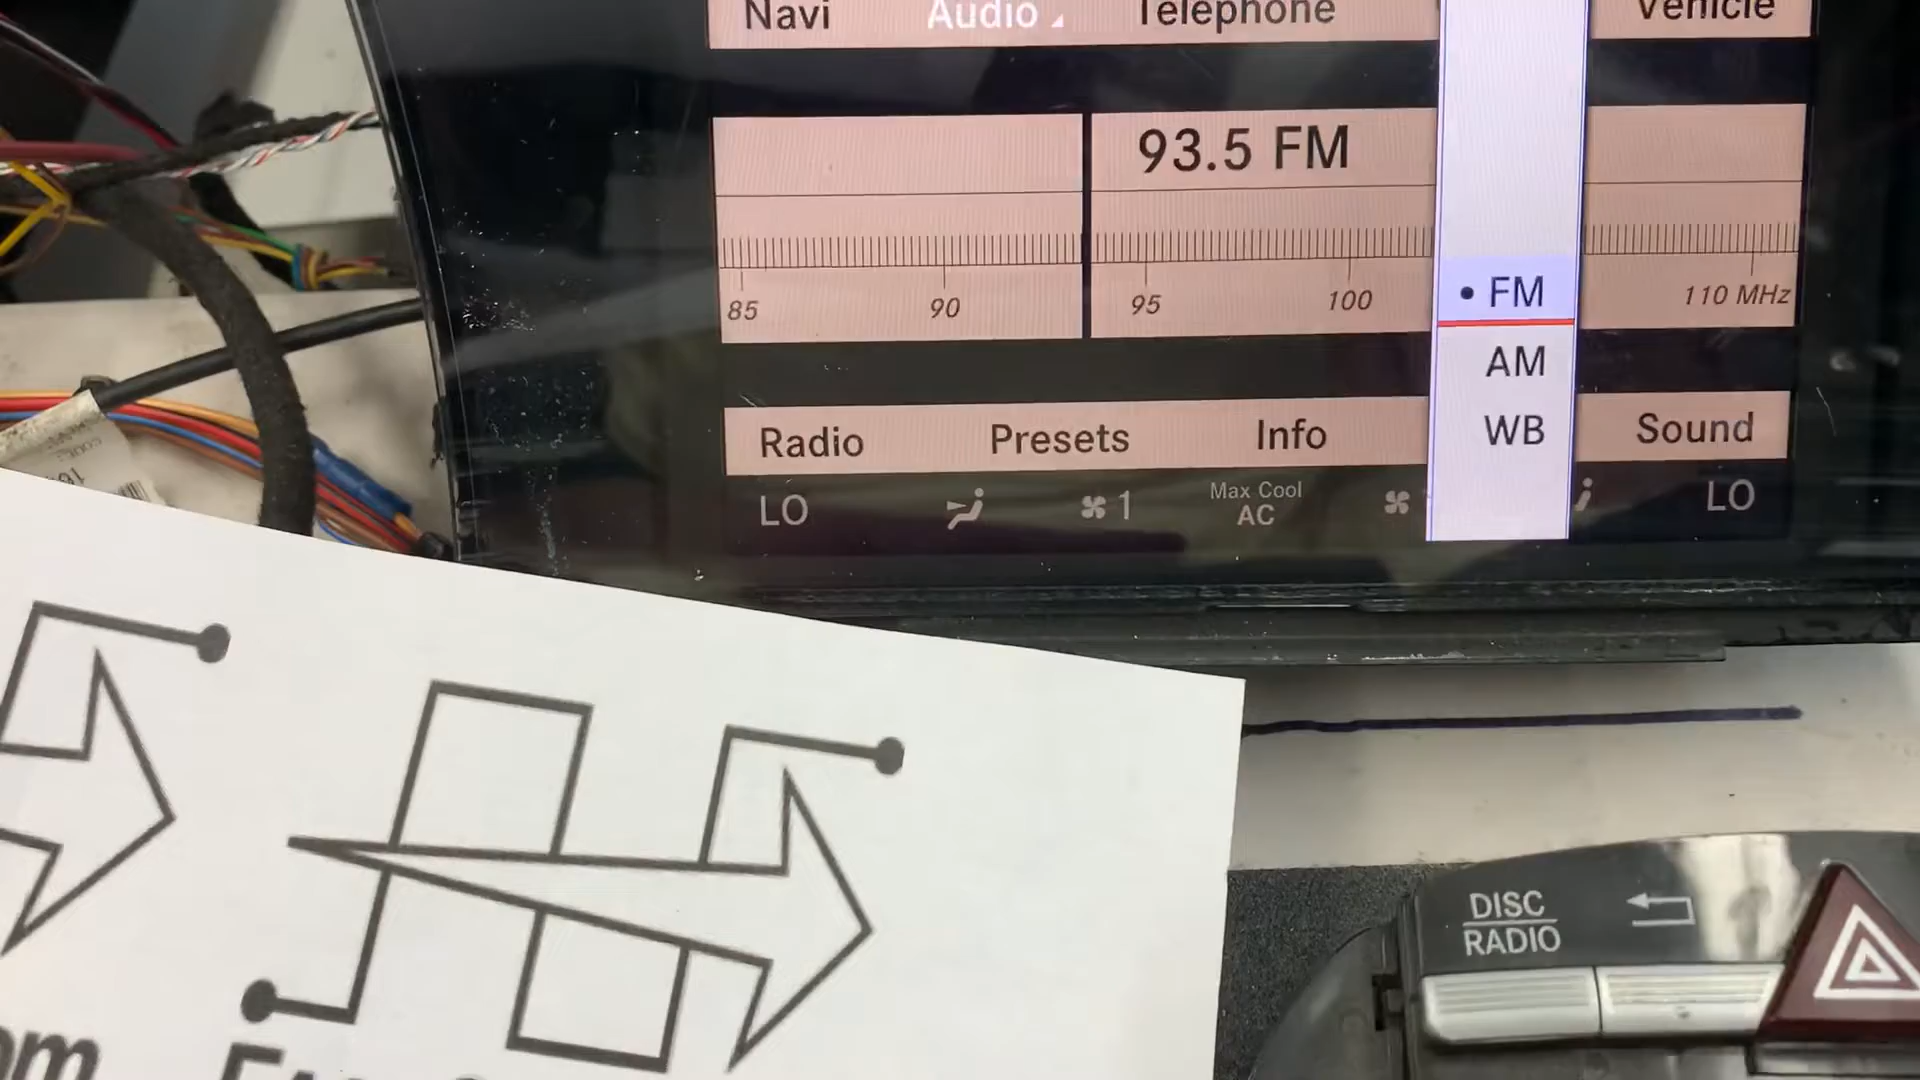 Navi Audio Telephone Vehicle
93.5 FM
85 90 95 100 110 MHz
• FM
AM
WB
Radio Presets Info Sound
LO 1 Max Cool AC LO
DISC
RADIO